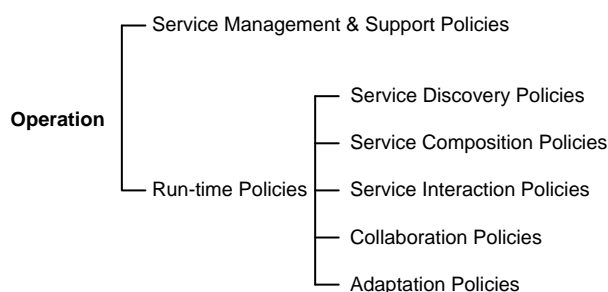 Service Management & Support Policies
Service Discovery Policies
Operation
Service Composition Policies
Run-time Policies
Service Interaction Policies
Collaboration Policies
Adaptation Policies